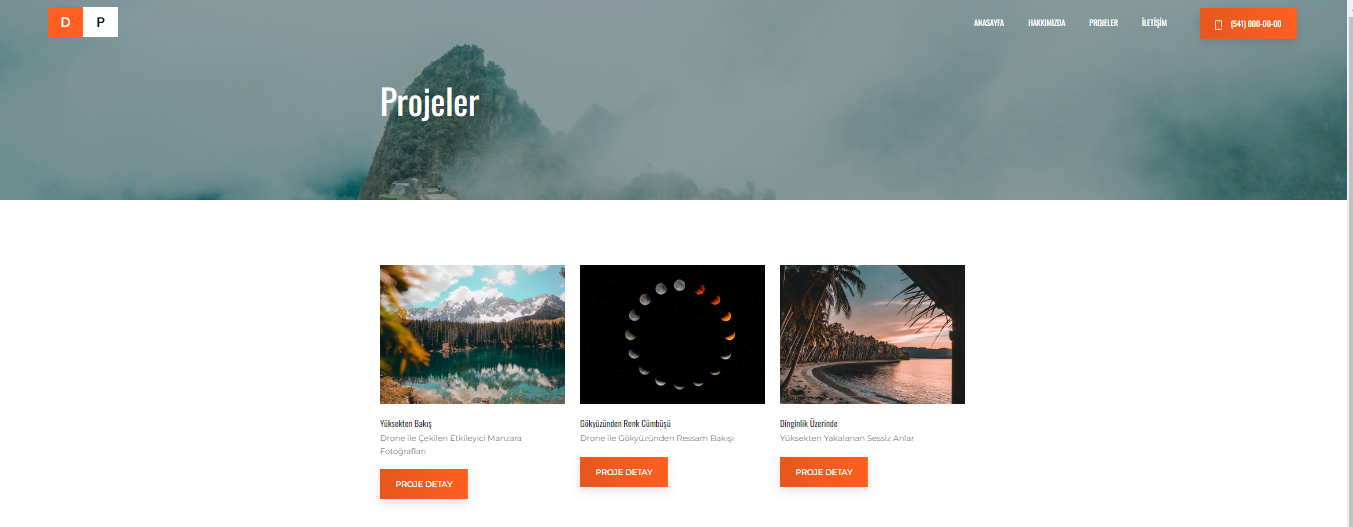 D P
ANASAYFA HAKKIMIZDA PROJELER İLETİŞİM (541) 000-00-00
Projeler
Yüksekten Bakış
Drone ile Çekilen Etkileyici Manzara
Fotoğrafları
PROJE DETAY
Gökyüzünden Renk Cümbüşü
Drone ile Gökyüzünden Ressam Bakışı
PROJE DETAY
Dinginlik Üzerinde
Yüksekten Yakalanan Sessiz Anlar
PROJE DETAY